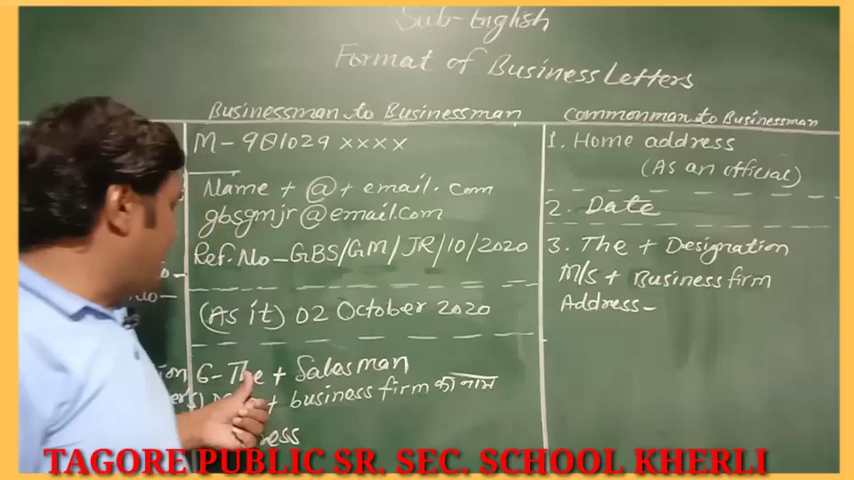 Sub-English
Format of Business Letters
Businessman to Businessman
M-981029 xxxx
Name + @ + email.com
gbsgmjr@email.com
Ref. No-GBS/GM/JR/10/2020
(As it) 02 October 2020
6-The + Salesman
+ business firm का नाम
Commonman to Businessman
1. Home address
(As an official)
2. Date
3. The + Designation
M/s + Business firm
Address-
TAGORE PUBLIC SR. SEC. SCHOOL KHERLI